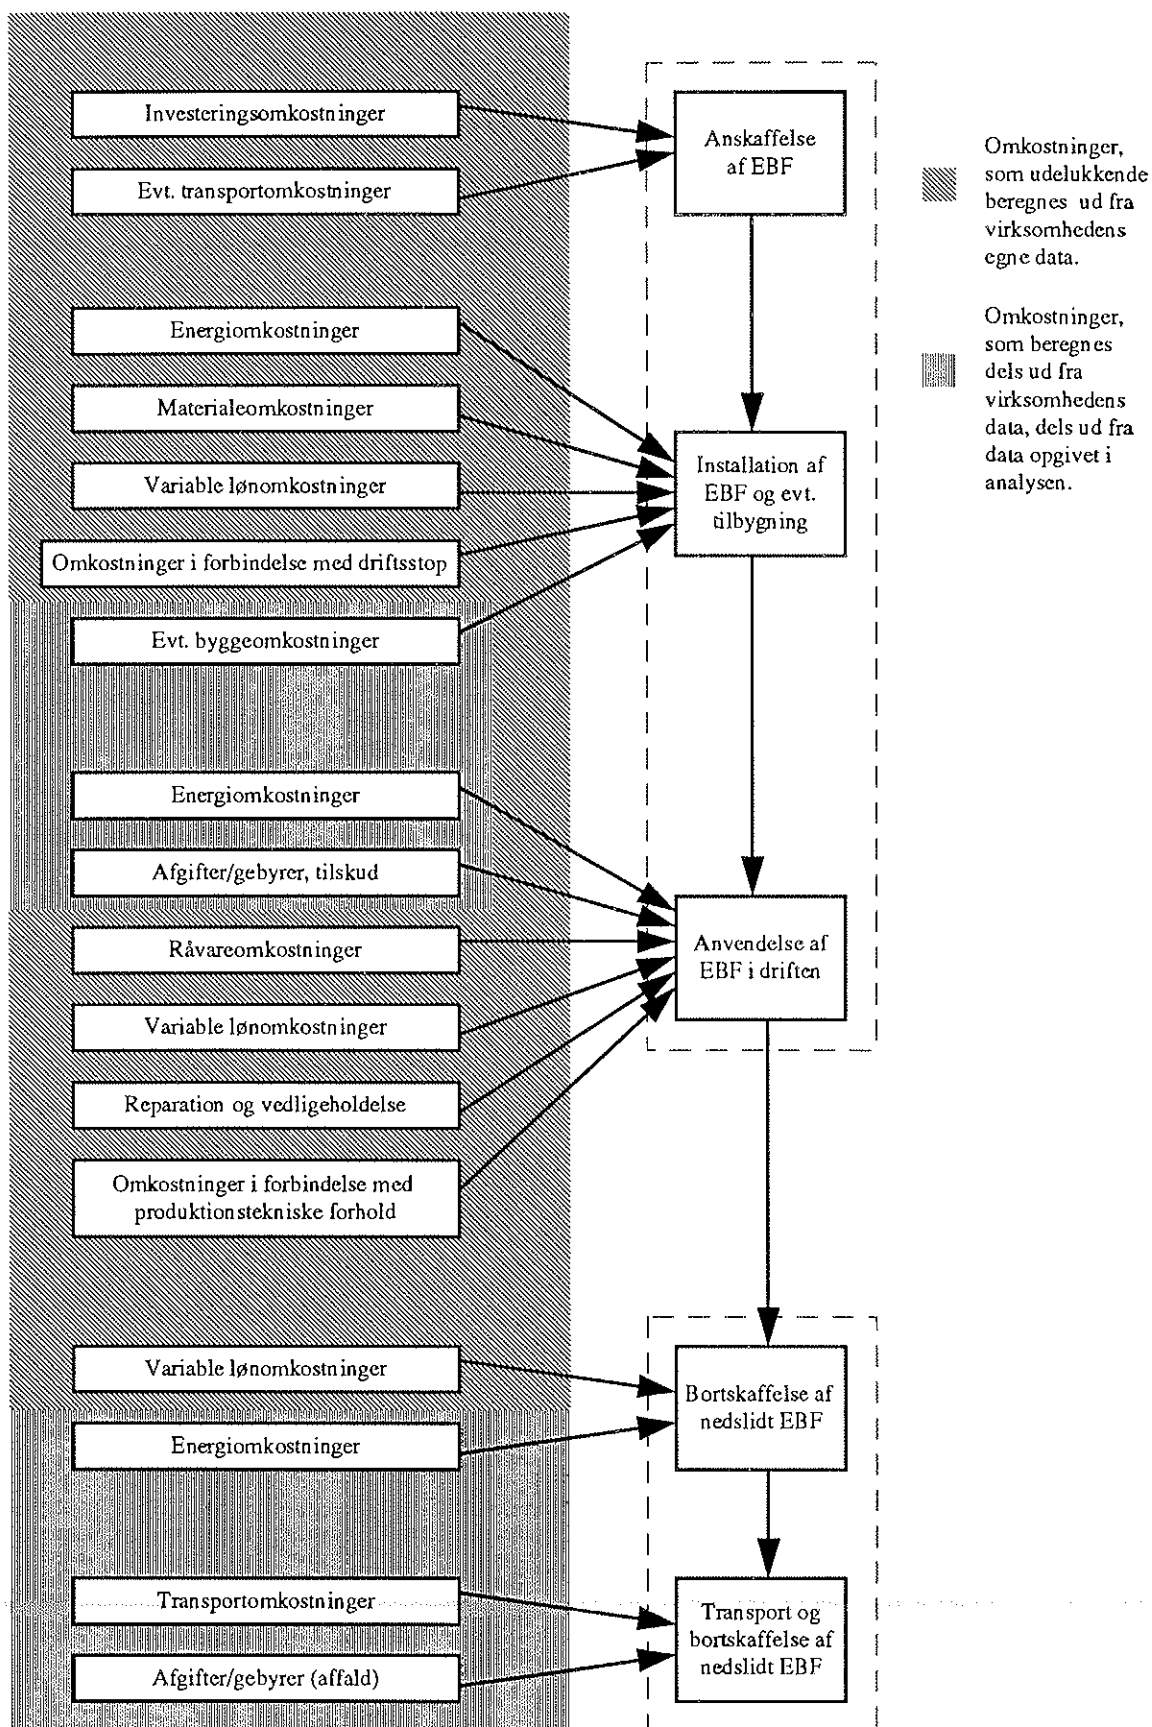 Investeringsomkostninger
Evt. transportomkostninger
Anskaffelse
af EBF
Omkostninger,
som udelukkende
beregnes ud fra
virksomhedens
egne data.
Omkostninger,
som beregnes
dels ud fra
virksomhedens
data, dels ud fra
data opgivet i
analysen.
Energiomkostninger
Materialeomkostninger
Variable lønomkostninger
Omkostninger i forbindelse med driftsstop
Evt. byggeomkostninger
Installation af
EBF og evt.
tilbygning
Energiomkostninger
Afgifter/gebyrer, tilskud
Råvareomkostninger
Variable lønomkostninger
Reparation og vedligeholdelse
Omkostninger i forbindelse med
produktionstekniske forhold
Anvendelse af
EBF i driften
Variable lønomkostninger
Energiomkostninger
Bortskaffelse af
nedslidt EBF
Transportomkostninger
Afgifter/gebyrer (affald)
Transport og
bortskaffelse af
nedslidt EBF